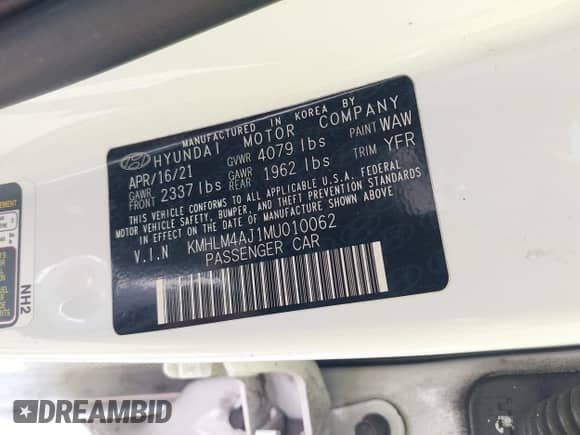 MANUFACTURED IN KOREA BY
HYUNDAI MOTOR COMPANY
APR/16/21 GVWR 4079 lbs PAINT WAW
GAWR FRONT 2337 lbs GAWR REAR 1962 lbs TRIM YFR
THIS VEHICLE CONFORMS TO ALL APPLICABLE U.S.A. FEDERAL
MOTOR VEHICLE SAFETY, BUMPER, AND THEFT PREVENTION STANDARDS
IN EFFECT ON THE DATE OF MANUFACTURE SHOWN ABOVE.
V.I.N KMHLM4AJ1MU010062
PASSENGER CAR
NH2
DREAMBID